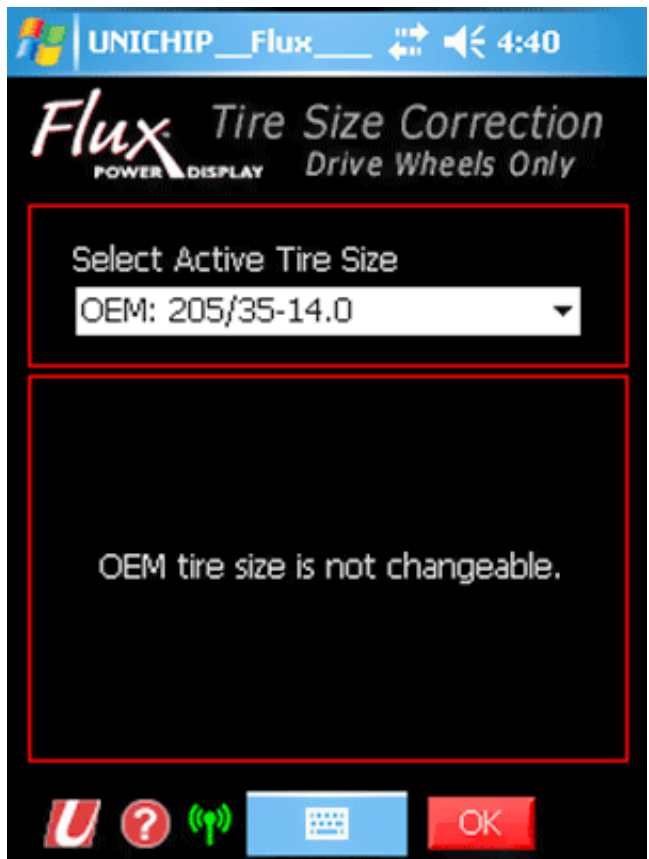 UNICHIP__Flux___ 4:40
Flux Tire Size Correction
POWER DISPLAY Drive Wheels Only
Select Active Tire Size
OEM: 205/35-14.0
OEM tire size is not changeable.
U ? OK